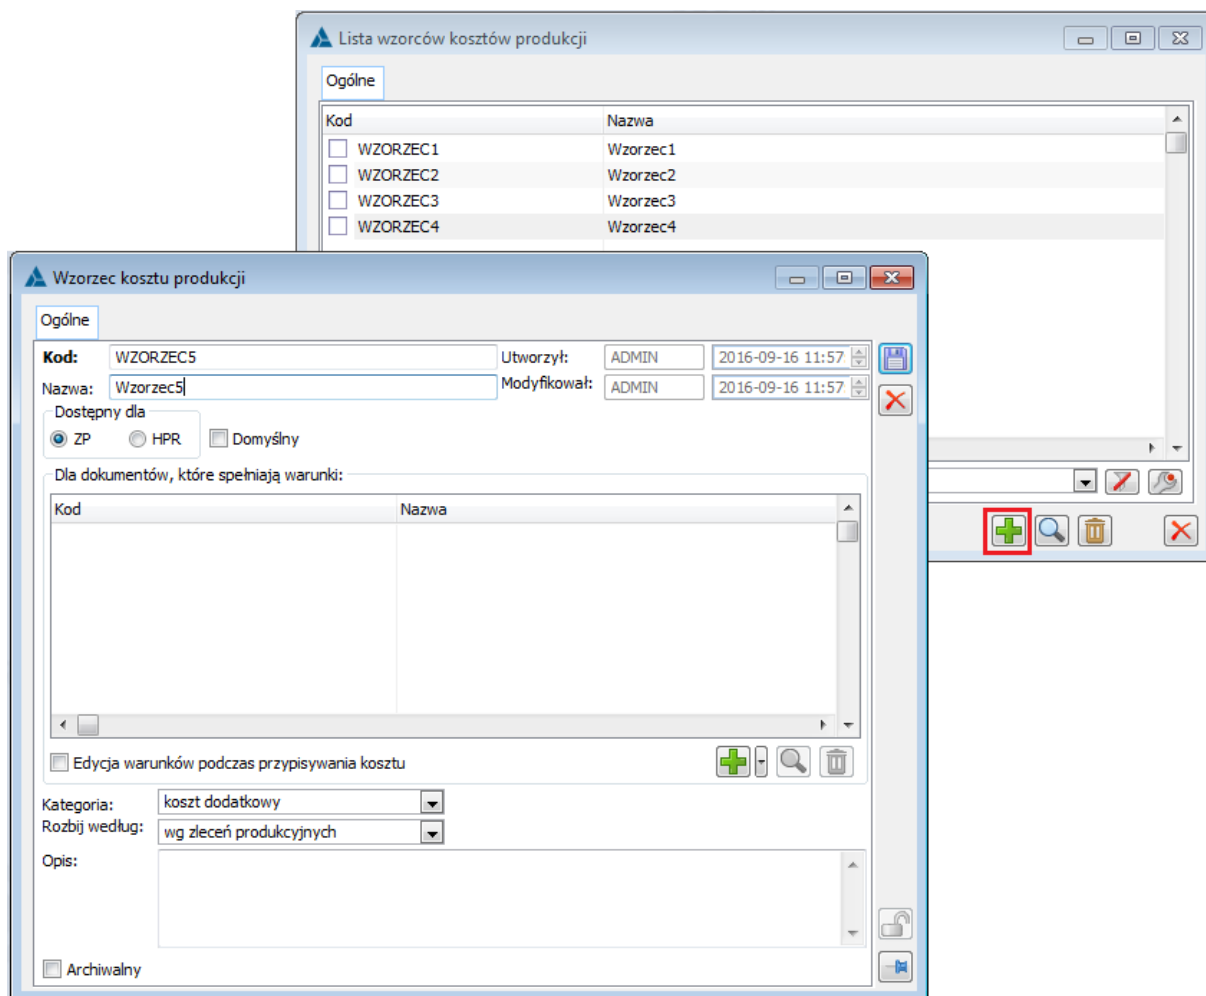 Lista wzorców kosztów produkcji
Ogólne
Kod Nazwa
WZORZEC1 Wzorzec1
WZORZEC2 Wzorzec2
WZORZEC3 Wzorzec3
WZORZEC4 Wzorzec4
Wzorzec kosztu produkcji
Ogólne
Kod: WZORZEC5 Utworzył: ADMIN 2016-09-16 11:57
Nazwa: Wzorzec5 Modyfikował: ADMIN 2016-09-16 11:57
Dostępny dla
ZP HPR Domyślny
Dla dokumentów, które spełniają warunki:
Kod Nazwa
Edycja warunków podczas przypisywania kosztu
Kategoria: koszt dodatkowy
Rozbij według: wg zleceń produkcyjnych
Opis:
Archiwalny